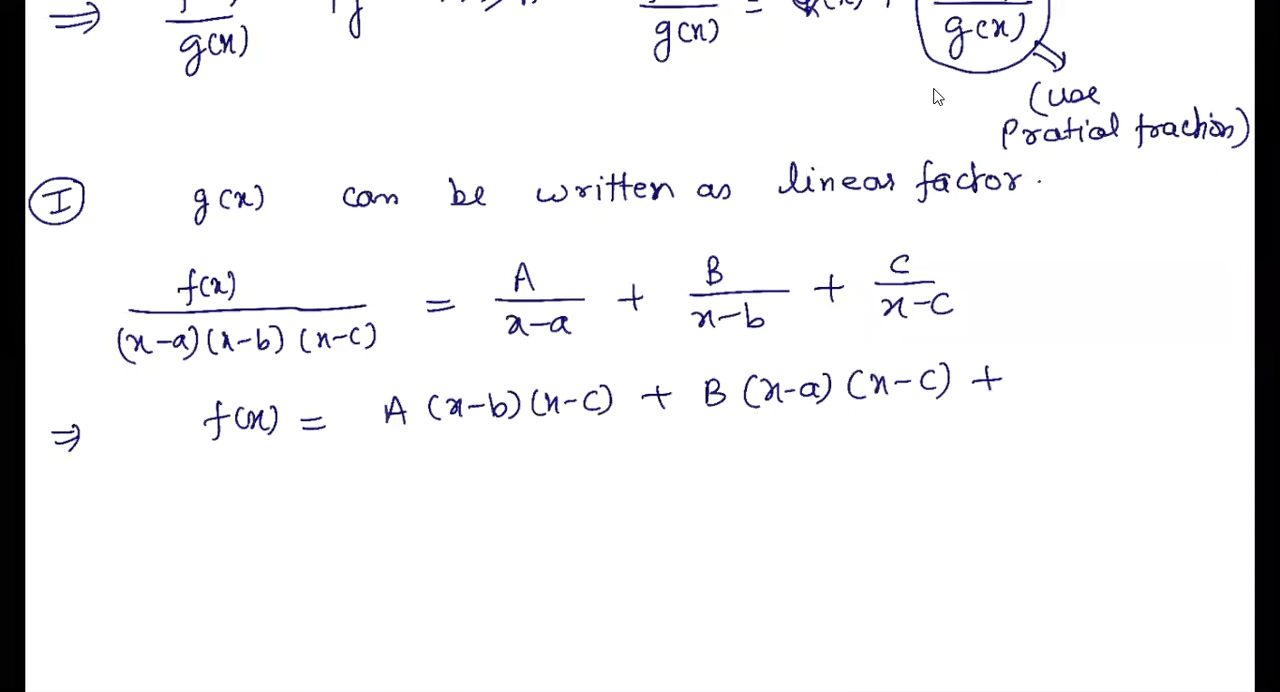 ⇒ g(x) g(x) = g(x)
(use
Pratial fraction)
I g(x) can be written as linear factor.
f(x)/(x-a)(x-b)(x-c) = A/x-a + B/x-b + C/x-c
⇒ f(x) = A (x-b)(x-c) + B (x-a) (x-c) +